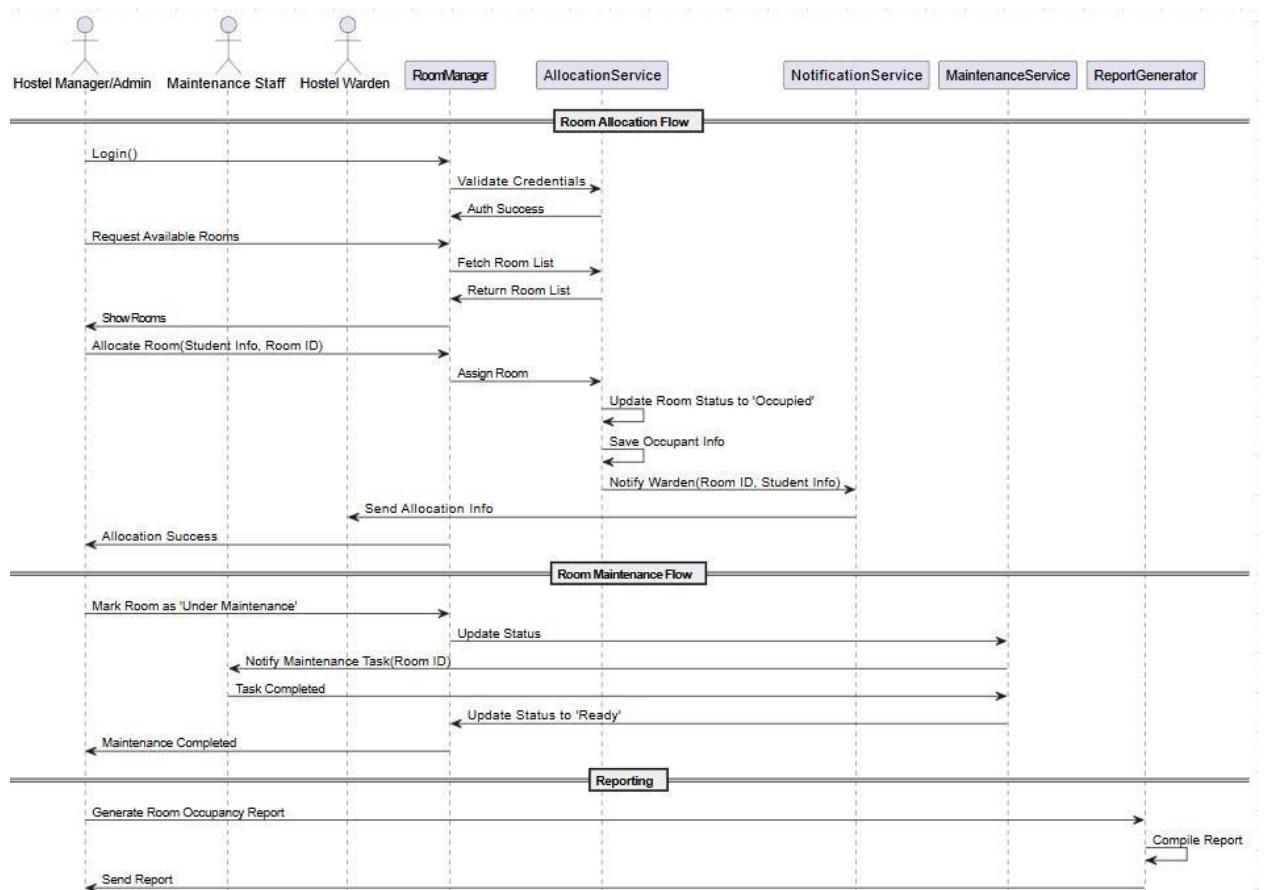 Hostel Manager/Admin
Maintenance Staff
Hostel Warden
RoomManager
AllocationService
NotificationService
MaintenanceService
ReportGenerator
Room Allocation Flow
Login()
Validate Credentials
Auth Success
Request Available Rooms
Fetch Room List
Return Room List
Show Rooms
Allocate Room(Student Info, Room ID)
Assign Room
Update Room Status to 'Occupied'
Save Occupant Info
Notify Warden(Room ID, Student Info)
Send Allocation Info
Allocation Success
Room Maintenance Flow
Mark Room as 'Under Maintenance'
Update Status
Notify Maintenance Task(Room ID)
Task Completed
Update Status to 'Ready'
Maintenance Completed
Reporting
Generate Room Occupancy Report
Compile Report
Send Report